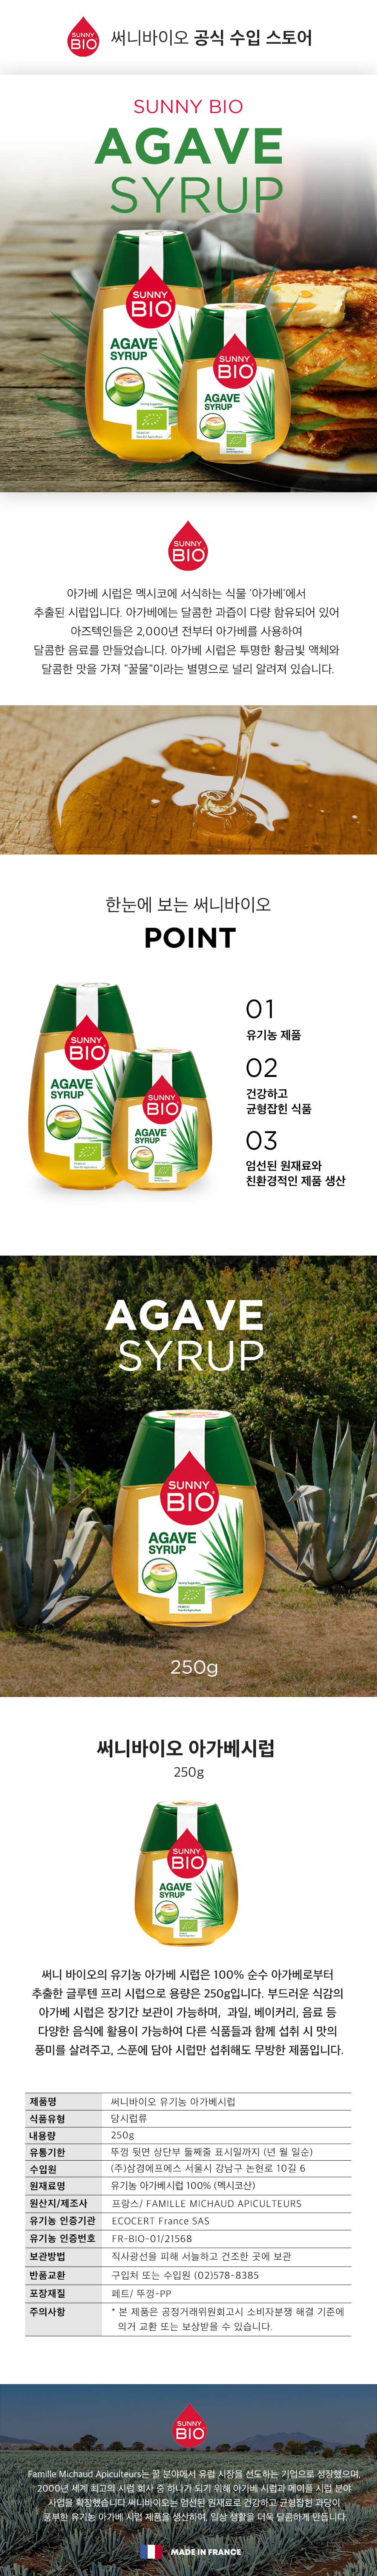 SUNNY BIO 써니바이오 공식 수입 스토어
SUNNY BIO
AGAVE
SYRUP
SUNNY
BIO
AGAVE
SYRUP
SUNNY
BIO
AGAVE
SYRUP
SUNNY
BIO
아가베 시럽은 멕시코에 서식하는 식물 '아가베'에서
추출된 시럽입니다. 아가베에는 달콤한 과즙이 다량 함유되어 있어
아즈텍인들은 2,000년 전부터 아가베를 사용하여
달콤한 음료를 만들었습니다. 아가베 시럽은 투명한 황금빛 액체와
달콤한 맛을 가져 "꿀물"이라는 별명으로 널리 알려져 있습니다.
한눈에 보는 써니바이오
POINT
SUNNY
BIO
AGAVE
SYRUP
SUNNY
BIO
AGAVE
SYRUP
01
유기농 제품
02
건강하고
균형잡힌 식품
03
엄선된 원재료와
친환경적인 제품 생산
AGAVE
SYRUP
SUNNY
BIO
AGAVE
SYRUP
250g
써니바이오 아가베시럽
250g
SUNNY
BIO
AGAVE
SYRUP
써니 바이오의 유기농 아가베 시럽은 100% 순수 아가베로부터
추출한 글루텐 프리 시럽으로 용량은 250g입니다. 부드러운 식감의
아가베 시럽은 장기간 보관이 가능하며, 과일, 베이커리, 음료 등
다양한 음식에 활용이 가능하여 다른 식품들과 함께 섭취 시 맛의
풍미를 살려주고, 스푼에 담아 시럽만 섭취해도 무방한 제품입니다.
제품명 써니바이오 유기농 아가베시럽
식품유형 당시럽류
내용량 250g
유통기한 뚜껑 뒷면 상단부 둘째줄 표시일까지 (년 월 일순)
수입원 (주)삼경에프에스 서울시 강남구 논현로 10길 6
원재료명 유기농 아가베시럽 100% (멕시코산)
원산지/제조사 프랑스/ FAMILLE MICHAUD APICULTEURS
유기농 인증기관 ECOCERT France SAS
유기농 인증번호 FR-BIO-01/21568
보관방법 직사광선을 피해 서늘하고 건조한 곳에 보관
반품교환 구입처 또는 수입원 (02)578-8385
포장재질 페트/ 뚜껑-PP
주의사항 * 본 제품은 공정거래위원회고시 소비자분쟁 해결 기준에
의거 교환 또는 보상받을 수 있습니다.
SUNNY
BIO
Famille Michaud Apiculteurs는 꿀 분야에서 유럽 시장을 선도하는 기업으로 성장했으며,
2000년 세계 최고의 시럽 회사 중 하나가 되기 위해 아가베 시럽과 메이플 시럽 분야
사업을 확장했습니다.써니바이오는 엄선된 원재료로 건강하고 균형잡힌 과당이
풍부한 유기농 아가베 시럽 제품을 생산하여, 일상 생활을 더욱 달콤하게 만듭니다.
MADE IN FRANCE